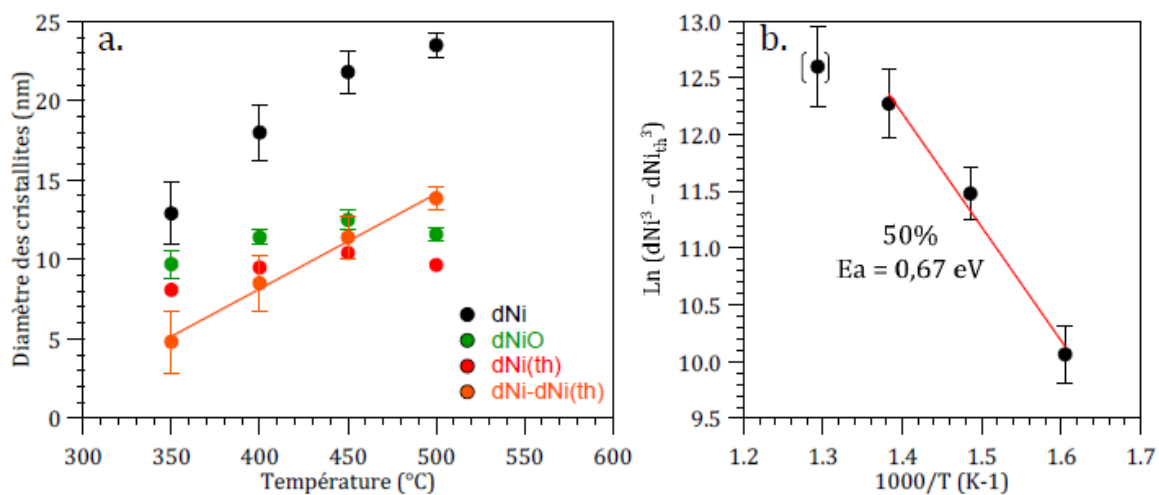 a.
Diamètre des cristallites (nm)
25
20
15
10
5
0
300
350
400
450
500
550
600
Température (°C)
dNi
dNiO
dNi(th)
dNi-dNi(th)
b.
Ln (dNi³ – dNi_th³)
13.0
12.5
12.0
11.5
11.0
10.5
10.0
9.5
50%
Ea = 0,67 eV
1.2
1.3
1.4
1.5
1.6
1.7
1000/T (K-1)